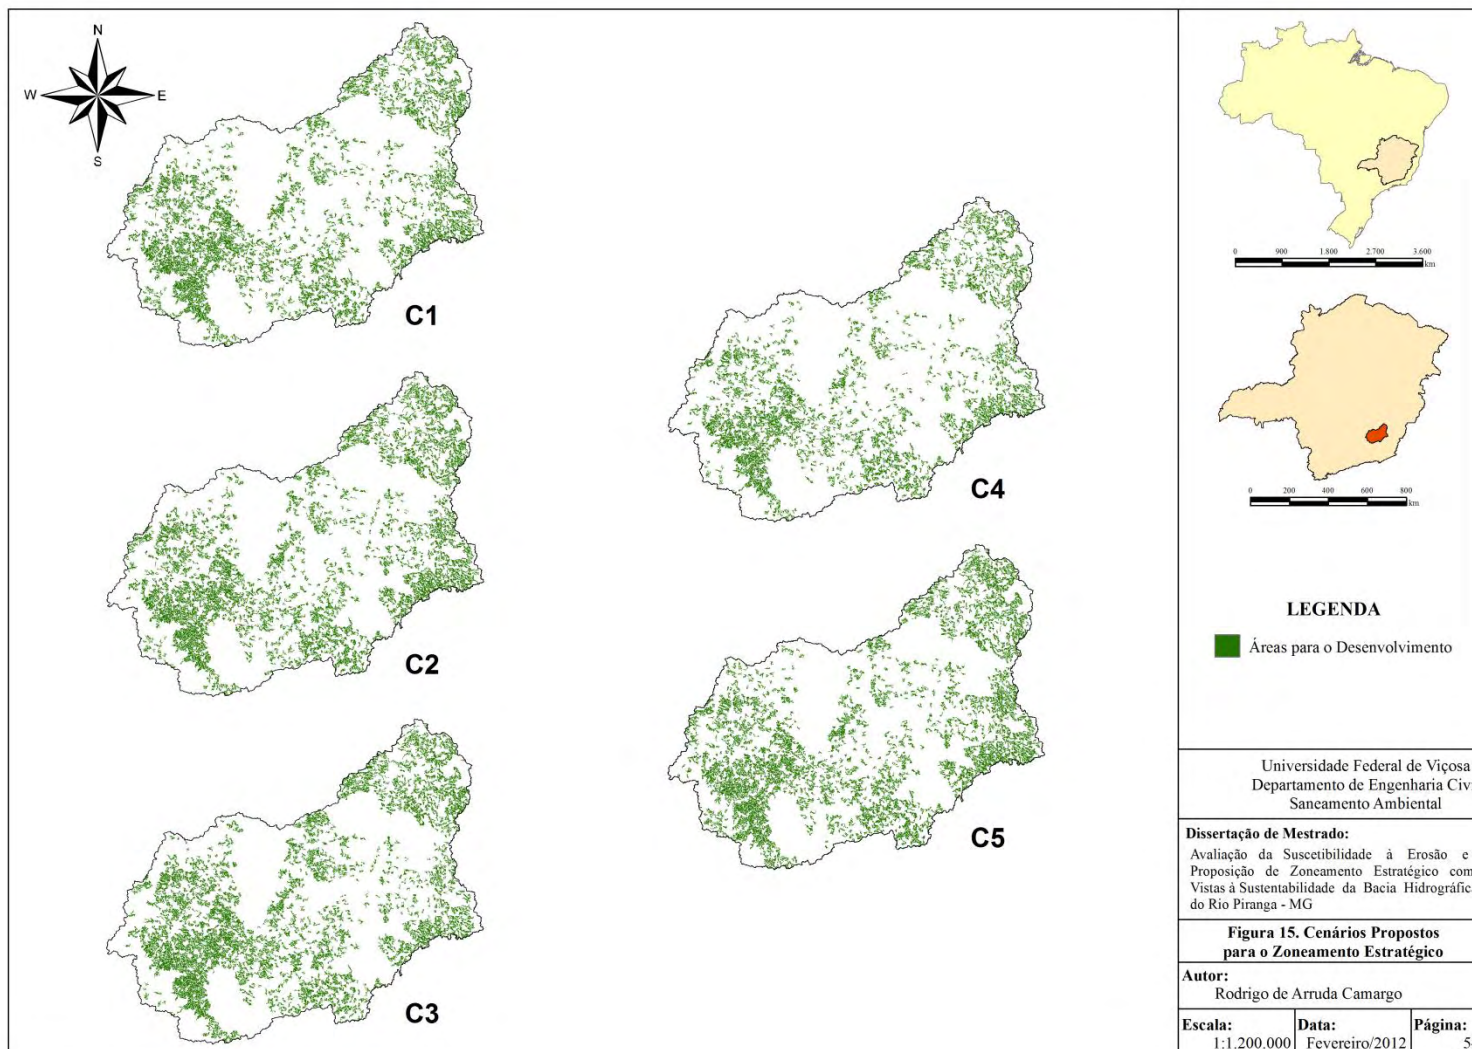 N
W
E
S
C1
C2
C3
C4
C5
0 900 1.800 2.700 3.600
km
0 200 400 600 800
km
LEGENDA
Áreas para o Desenvolvimento
Universidade Federal de Viçosa
Departamento de Engenharia Civi
Saneamento Ambiental
Dissertação de Mestrado:
Avaliação da Suscetibilidade à Erosão e
Proposição de Zoneamento Estratégico com
Vistas à Sustentabilidade da Bacia Hidrográfica
do Rio Piranga - MG
Figura 15. Cenários Propostos
para o Zoneamento Estratégico
Autor:
Rodrigo de Arruda Camargo
Escala: Data: Página:
1:1.200.000 Fevereiro/2012 5